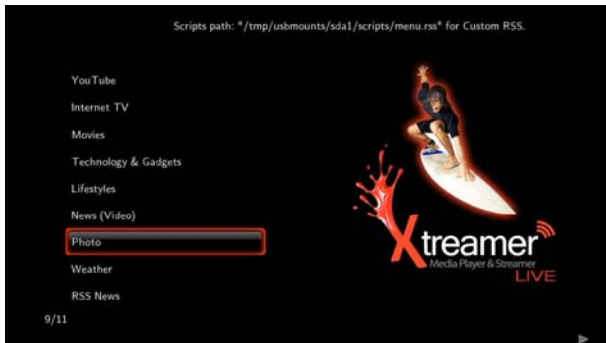 Scripts path: "/tmp/usbmounts/sda1/scripts/menu.rss" for Custom RSS.
YouTube
Internet TV
Movies
Technology & Gadgets
Lifestyles
News (Video)
Photo
Weather
RSS News
9/11
Xtreamer
Media Player & Streamer
LIVE